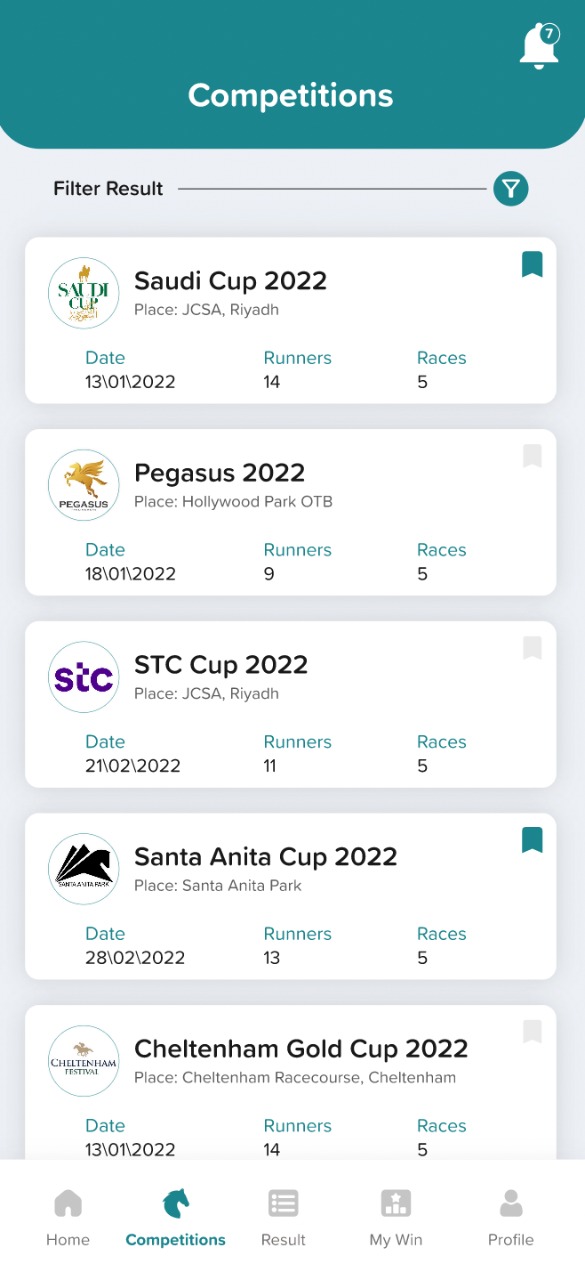 7
Competitions
Filter Result
SAUDI
CUP
Saudi Cup 2022
Place: JCSA, Riyadh
Date Runners Races
13\01\2022 14 5
PEGASUS
Pegasus 2022
Place: Hollywood Park OTB
Date Runners Races
18\01\2022 9 5
stc
STC Cup 2022
Place: JCSA, Riyadh
Date Runners Races
21\02\2022 11 5
SANTA ANITA PARK
Santa Anita Cup 2022
Place: Santa Anita Park
Date Runners Races
28\02\2022 13 5
CHELTENHAM
FESTIVAL
Cheltenham Gold Cup 2022
Place: Cheltenham Racecourse, Cheltenham
Date Runners Races
13\01\2022 14 5
Home Competitions Result My Win Profile